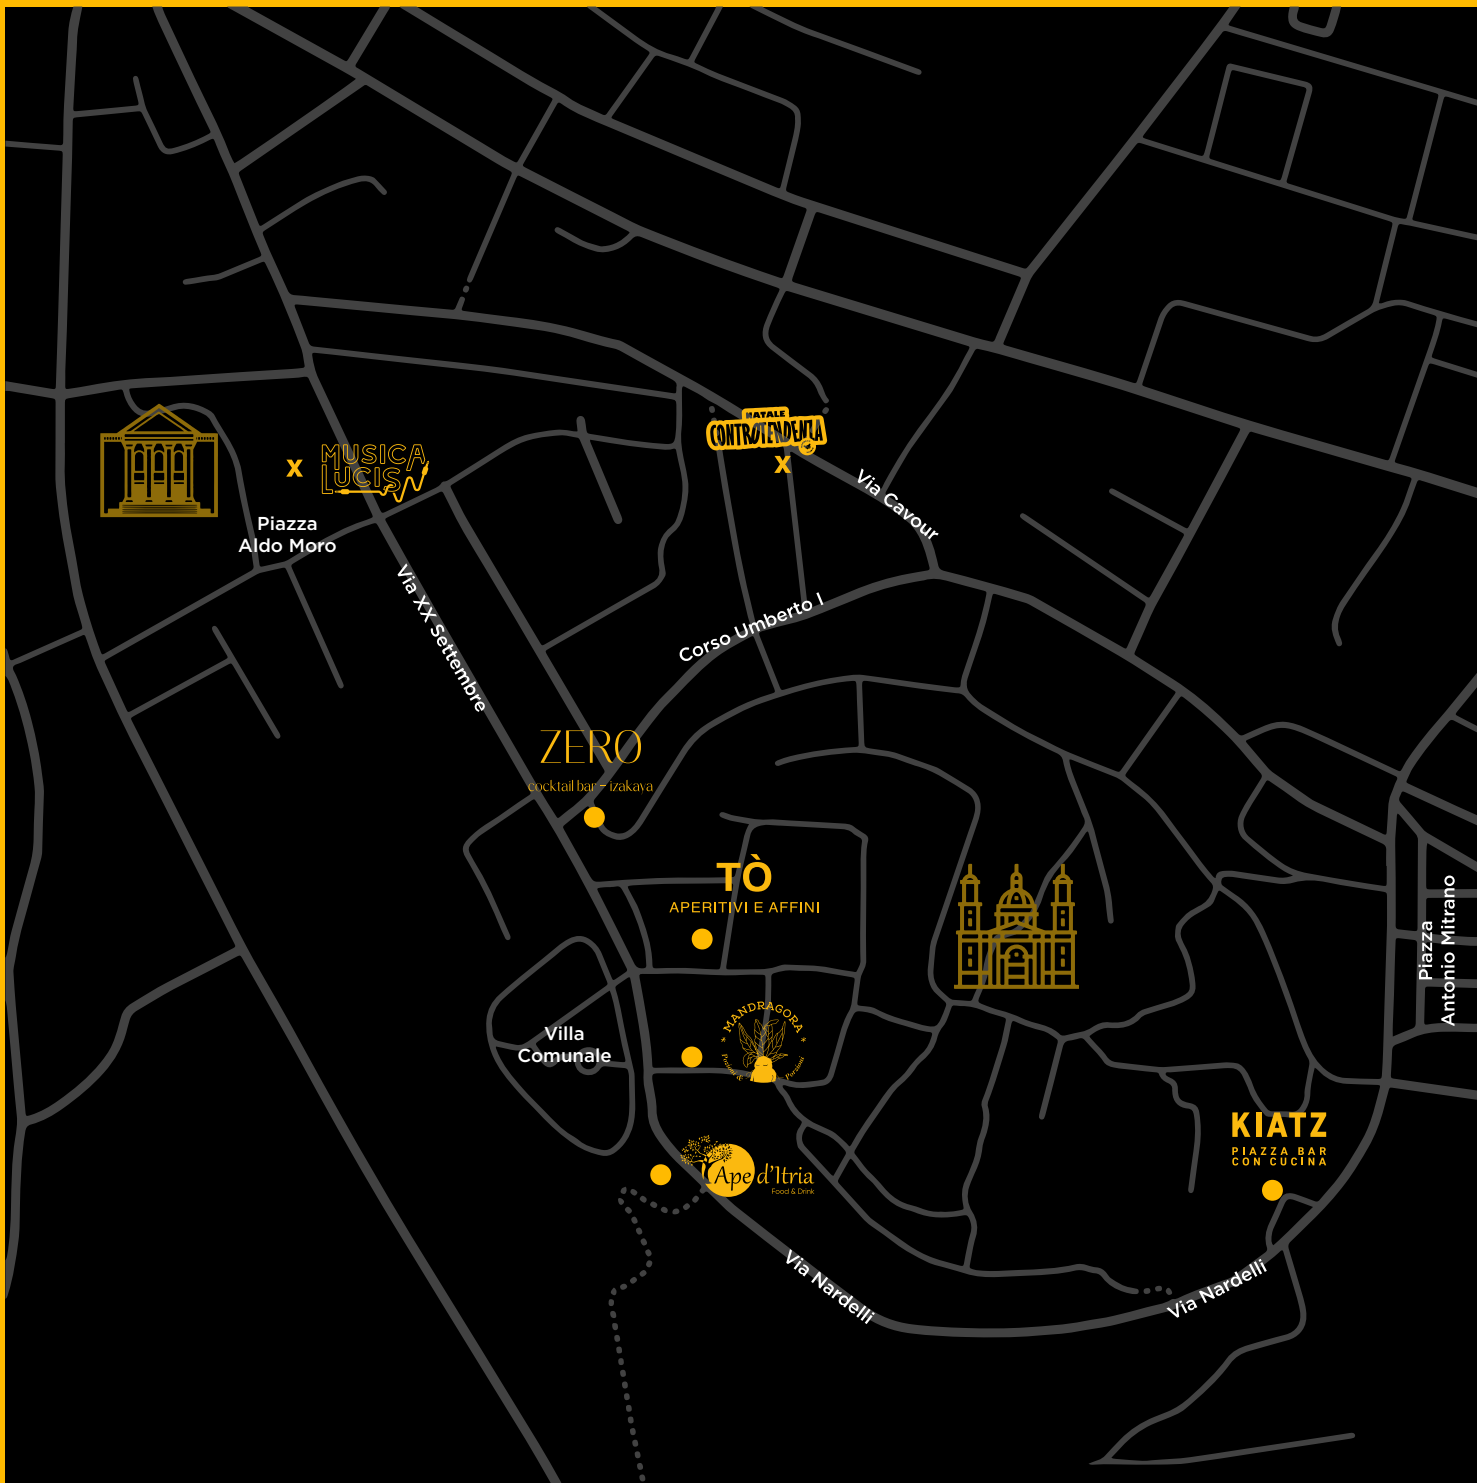 NATALE
CONTROTENDENZA
x
Via Cavour
x
MUSICA
LUCIS
Piazza
Aldo Moro
Via XX Settembre
Corso Umberto I
ZERO
cocktail bar – izakaya
TÒ
APERITIVI E AFFINI
Piazza
Antonio Mitrano
* MANDRAGORA *
Villa
Comunale
KIATZ
PIAZZA BAR
CON CUCINA
Ape d'Itria
Food & Drink
Via Nardelli
Via Nardelli